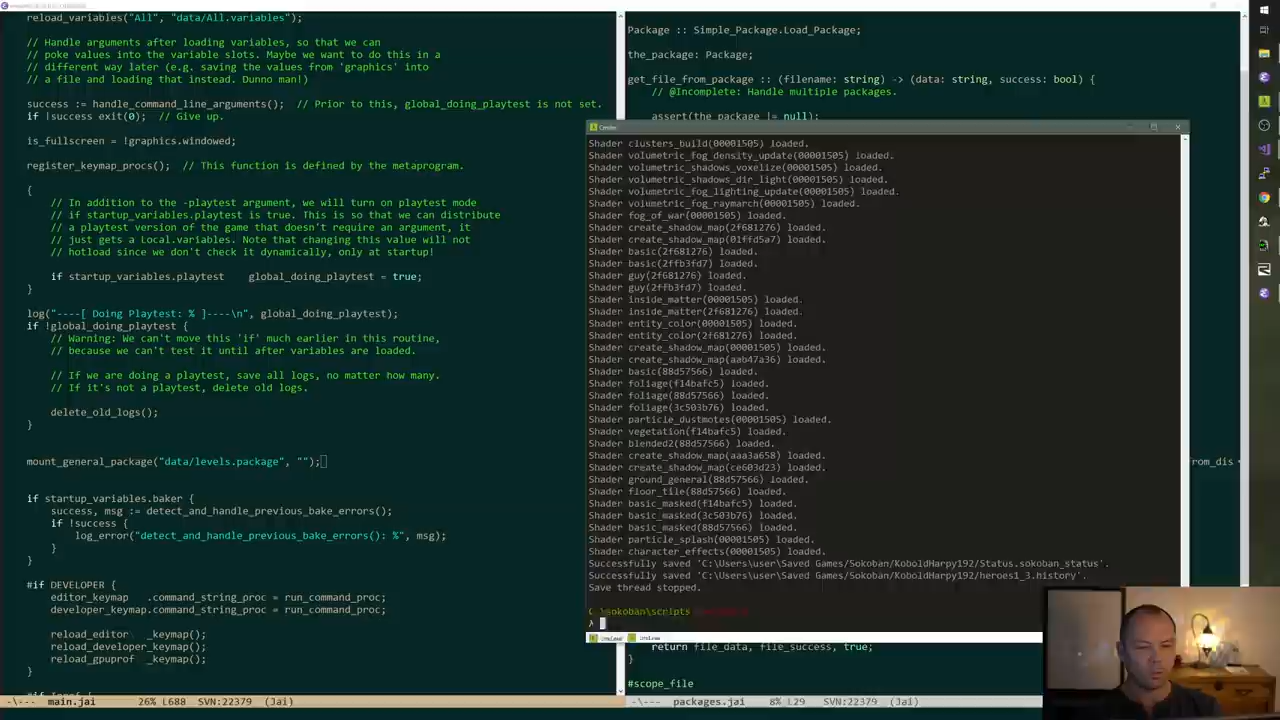 reload_variables("All", "data/All.variables");
// Handle arguments after loading variables, so that we can
// poke values into the variable slots. Maybe we want to do this in a
// different way later (e.g. saving the values from 'graphics' into
// a file and loading that instead. Dunno man!)
success := handle_command_line_arguments();  // Prior to this, global_doing_playtest is not set.
if !success exit(0);  // Give up.
is_fullscreen = !graphics.windowed;
register_keymap_procs();  // This function is defined by the metaprogram.
{
// In addition to the -playtest argument, we will turn on playtest mode
// if startup_variables.playtest is true. This is so that we can distribute
// a playtest version of the game that doesn't require an argument, it
// just gets a Local.variables. Note that changing this value will not
// hotload since we don't check it dynamically, only at startup!
if startup_variables.playtest    global_doing_playtest = true;
}
log("----[ Doing Playtest: % ]----\n", global_doing_playtest);
if !global_doing_playtest {
// Warning: We can't move this 'if' much earlier in this routine,
// because we can't test it until after variables are loaded.
// If we are doing a playtest, save all logs, no matter how many.
// If it's not a playtest, delete old logs.
delete_old_logs();
}
mount_general_package("data/levels.package", "");
if startup_variables.baker {
success, msg := detect_and_handle_previous_bake_errors();
if !success {
log_error("detect_and_handle_previous_bake_errors(): %", msg);
}
}
#if DEVELOPER {
editor_keymap   .command_string_proc = run_command_proc;
developer_keymap.command_string_proc = run_command_proc;
reload_editor   _keymap();
reload_developer_keymap();
reload_gpuprof  _keymap();
}
-\---  main.jai       26% L688   SVN:22379  (Jai)
Package :: Simple_Package.Load_Package;
the_package: Package;
get_file_from_package :: (filename: string) -> (data: string, success: bool) {
// @Incomplete: Handle multiple packages.
assert(the_package != null);
Cmder
Shader clusters_build(00001505) loaded.
Shader volumetric_fog_density_update(00001505) loaded.
Shader volumetric_shadows_voxelize(00001505) loaded.
Shader volumetric_shadows_dir_light(00001505) loaded.
Shader volumetric_fog_lighting_update(00001505) loaded.
Shader volumetric_fog_raymarch(00001505) loaded.
Shader fog_of_war(00001505) loaded.
Shader create_shadow_map(2f681276) loaded.
Shader create_shadow_map(01ffd5a7) loaded.
Shader basic(2f681276) loaded.
Shader basic(2ffb3fd7) loaded.
Shader guy(2f681276) loaded.
Shader guy(2ffb3fd7) loaded.
Shader inside_matter(00001505) loaded.
Shader inside_matter(2f681276) loaded.
Shader entity_color(00001505) loaded.
Shader entity_color(2f681276) loaded.
Shader create_shadow_map(00001505) loaded.
Shader create_shadow_map(aab47a36) loaded.
Shader basic(88d57566) loaded.
Shader foliage(f14bafc5) loaded.
Shader foliage(88d57566) loaded.
Shader foliage(3c503b76) loaded.
Shader particle_dustmotes(00001505) loaded.
Shader vegetation(f14bafc5) loaded.
Shader blended2(88d57566) loaded.
Shader create_shadow_map(aaa3a658) loaded.
Shader create_shadow_map(ce603d23) loaded.
Shader ground_general(88d57566) loaded.
Shader floor_tile(88d57566) loaded.
Shader basic_masked(f14bafc5) loaded.
Shader basic_masked(3c503b76) loaded.
Shader basic_masked(88d57566) loaded.
Shader particle_splash(00001505) loaded.
Shader character_effects(00001505) loaded.
Successfully saved 'C:\Users\user\Saved Games/Sokoban/KoboldHarpy192/Status.sokoban_status'.
Successfully saved 'C:\Users\user\Saved Games/Sokoban/KoboldHarpy192/heroes1_3.history'.
Save thread stopped.
C:\sokoban\scripts
λ
cmd.exe
cmd.exe
from_dis
return file_data, file_success, true;
}
#scope_file
-\---  packages.jai    8% L29    SVN:22379  (Jai)